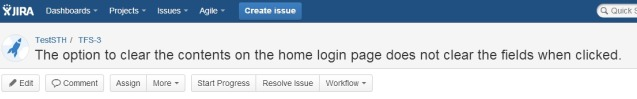 JIRA Dashboards Projects Issues Agile Create issue Quick S
TestSTH / TFS-3
The option to clear the contents on the home login page does not clear the fields when clicked.
Edit Comment Assign More Start Progress Resolve Issue Workflow